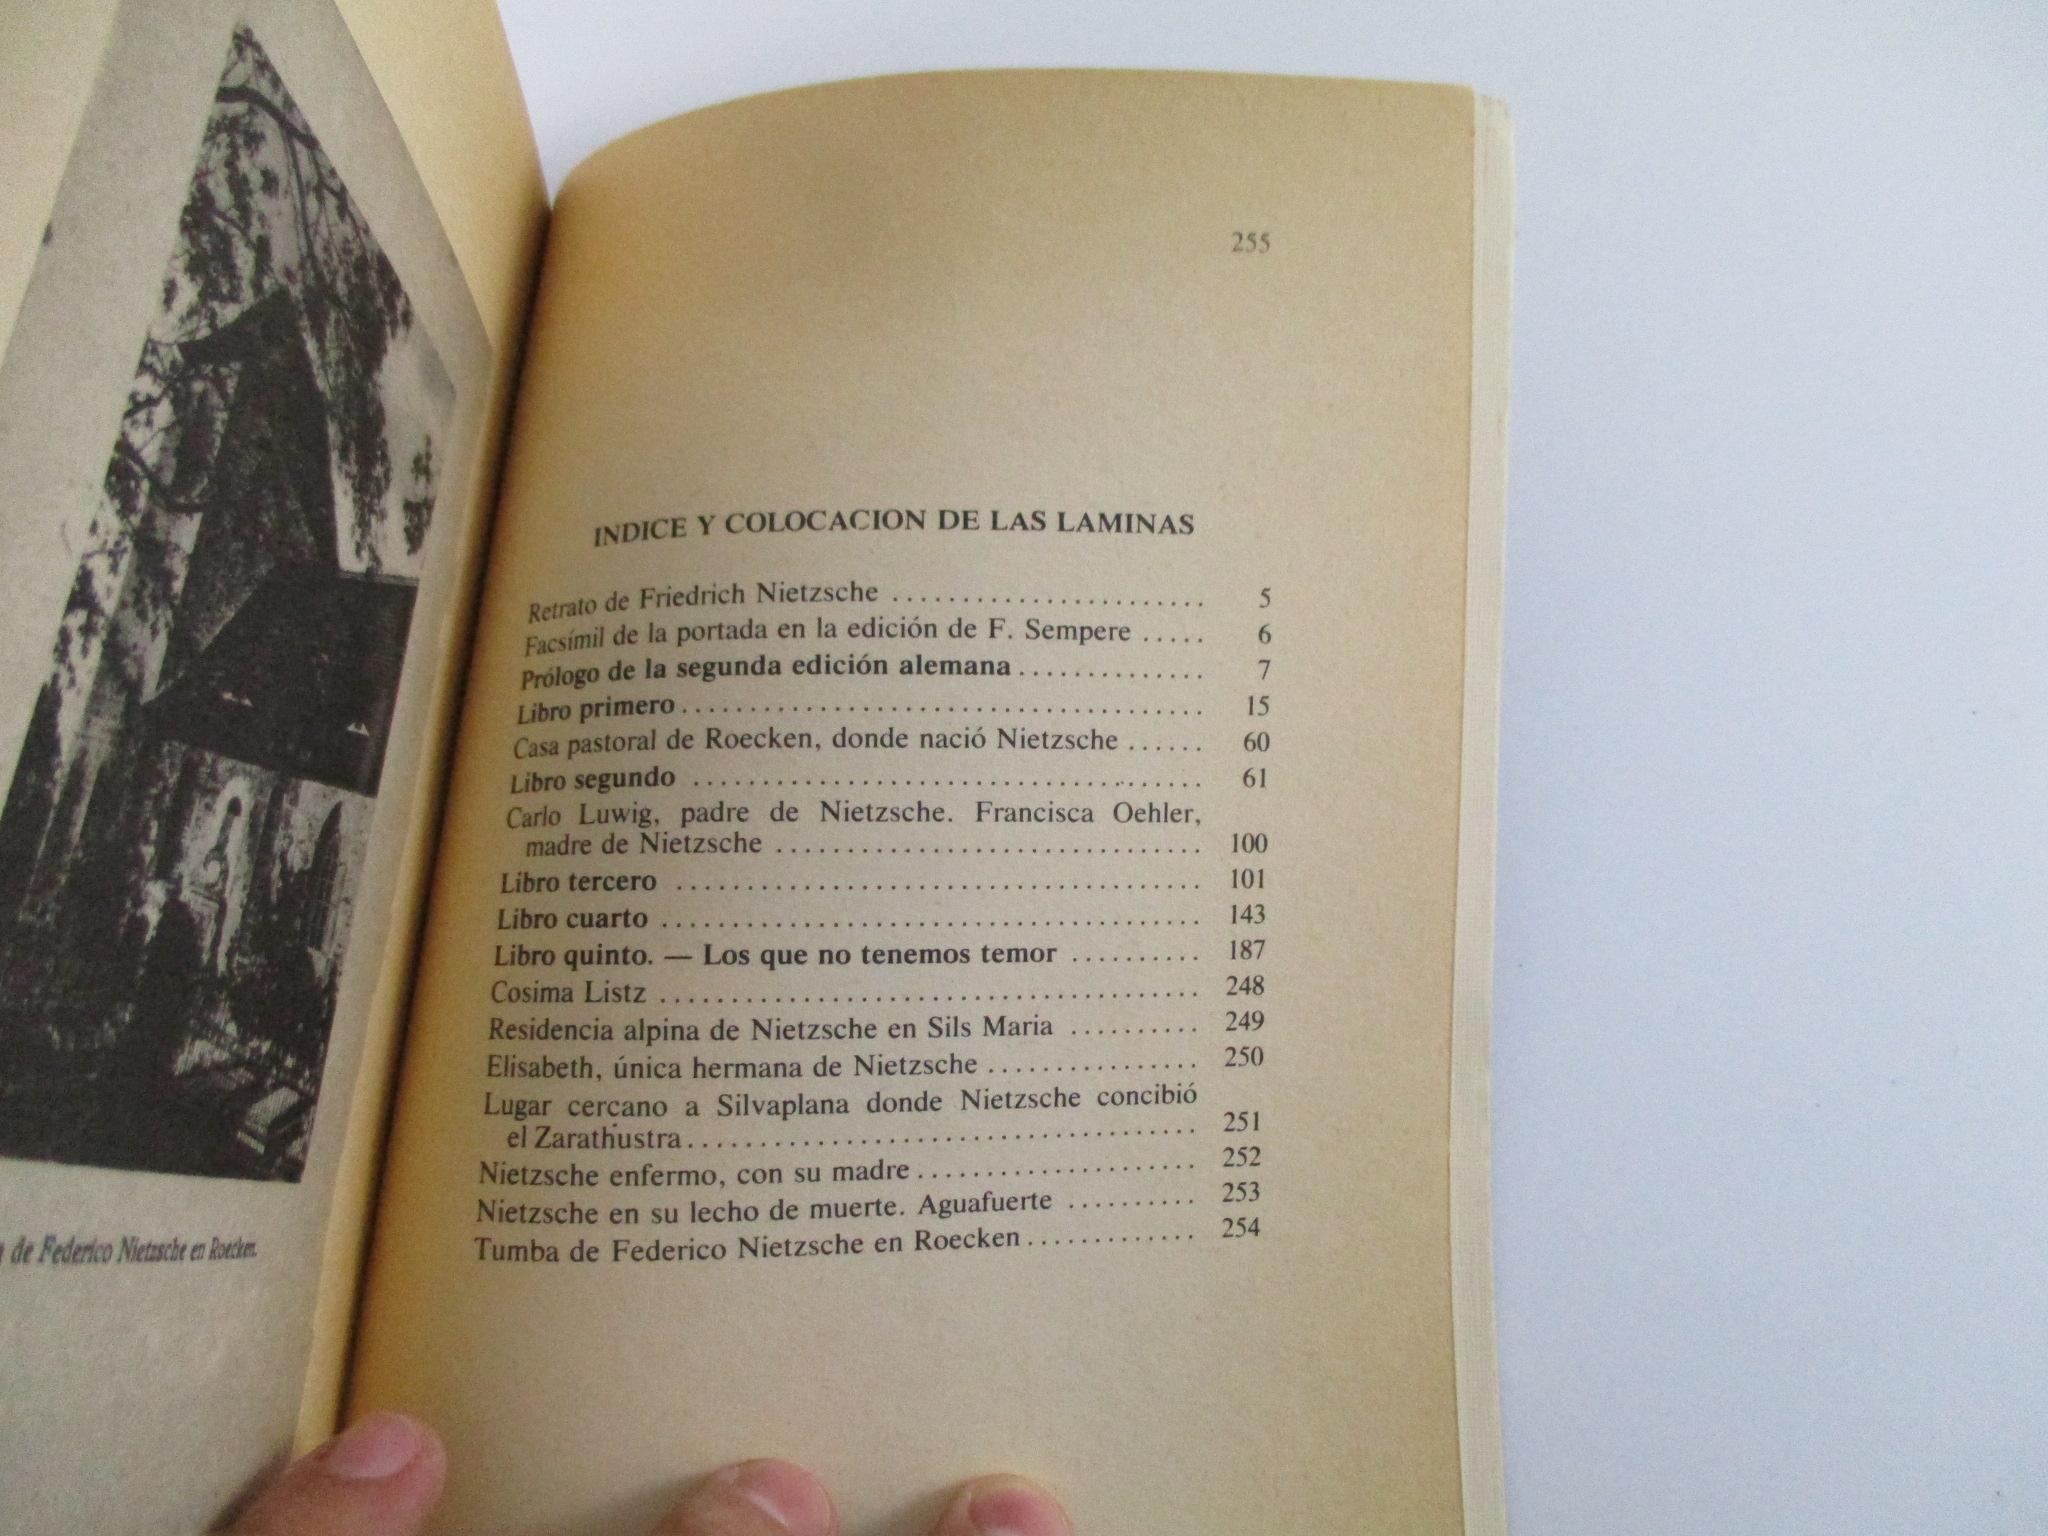 de Federico Nietzsche en Roecken.
255
INDICE Y COLOCACION DE LAS LAMINAS
Retrato de Friedrich Nietzsche ........................ 5
Facsímil de la portada en la edición de F. Sempere ..... 6
Prólogo de la segunda edición alemana .............. 7
Libro primero ...................................... 15
Casa pastoral de Roecken, donde nació Nietzsche ...... 60
Libro segundo ..................................... 61
Carlo Luwig, padre de Nietzsche. Francisca Oehler,
madre de Nietzsche ............................... 100
Libro tercero ..................................... 101
Libro cuarto ...................................... 143
Libro quinto. — Los que no tenemos temor .......... 187
Cosima Listz ...................................... 248
Residencia alpina de Nietzsche en Sils Maria .......... 249
Elisabeth, única hermana de Nietzsche ................ 250
Lugar cercano a Silvaplana donde Nietzsche concibió
el Zarathustra ..................................... 251
Nietzsche enfermo, con su madre ..................... 252
Nietzsche en su lecho de muerte. Aguafuerte .......... 253
Tumba de Federico Nietzsche en Roecken ............. 254